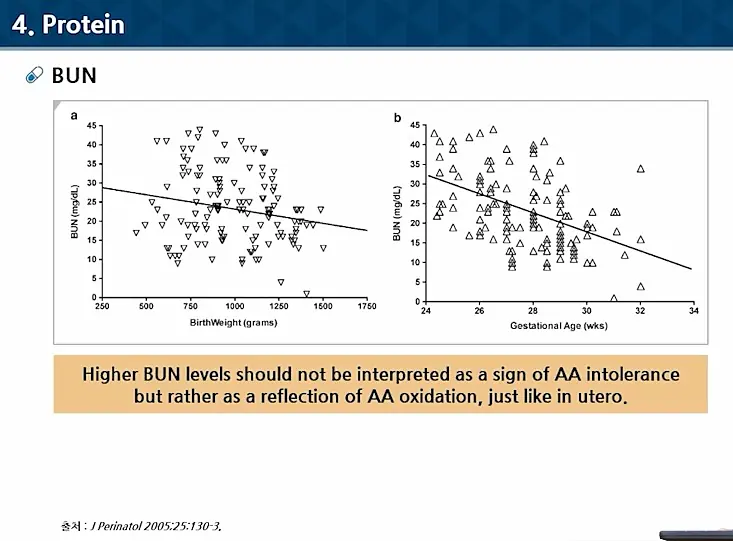 4. Protein
BUN
a
45
40
35
30
25
20
15
10
5
0
BUN (mg/dL)
250 500 750 1000 1250 1500 1750
BirthWeight (grams)
b
45
40
35
30
25
20
15
10
5
0
BUN (mg/dL)
24 26 28 30 32 34
Gestational Age (wks)
Higher BUN levels should not be interpreted as a sign of AA intolerance
but rather as a reflection of AA oxidation, just like in utero.
출처 : J Perinatol 2005;25:130-3.